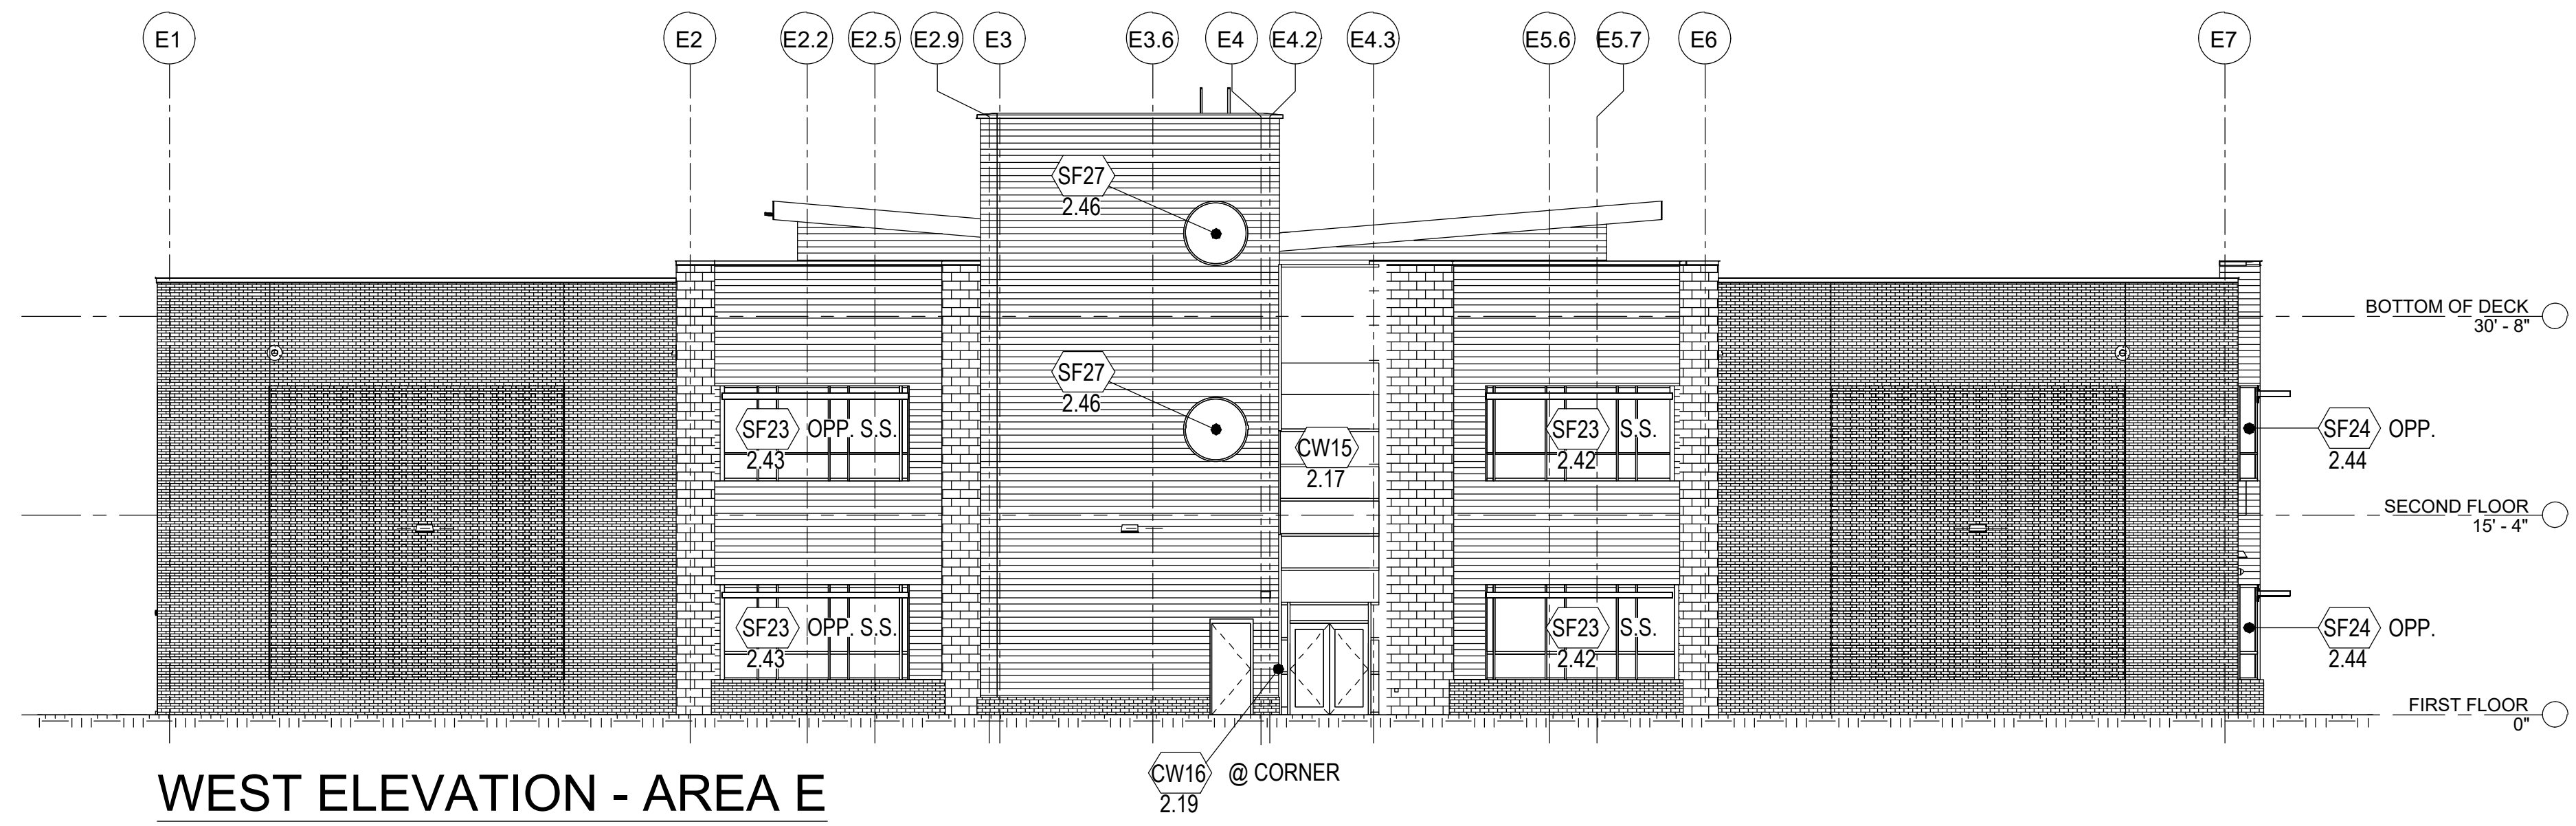 E1 E2 E2.2 E2.5 E2.9 E3 E3.6 E4 E4.2 E4.3 E5.6 E5.7 E6 E7
SF27
2.46
BOTTOM OF DECK
30' - 8"
SF27
2.46
SF23 OPP. S.S.
2.43
CW15
2.17
SF23 S.S.
2.42
SF24 OPP.
2.44
SECOND FLOOR
15' - 4"
SF23 OPP. S.S.
2.43
SF23 S.S.
2.42
SF24 OPP.
2.44
FIRST FLOOR
0"
CW16 @ CORNER
2.19
WEST ELEVATION - AREA E